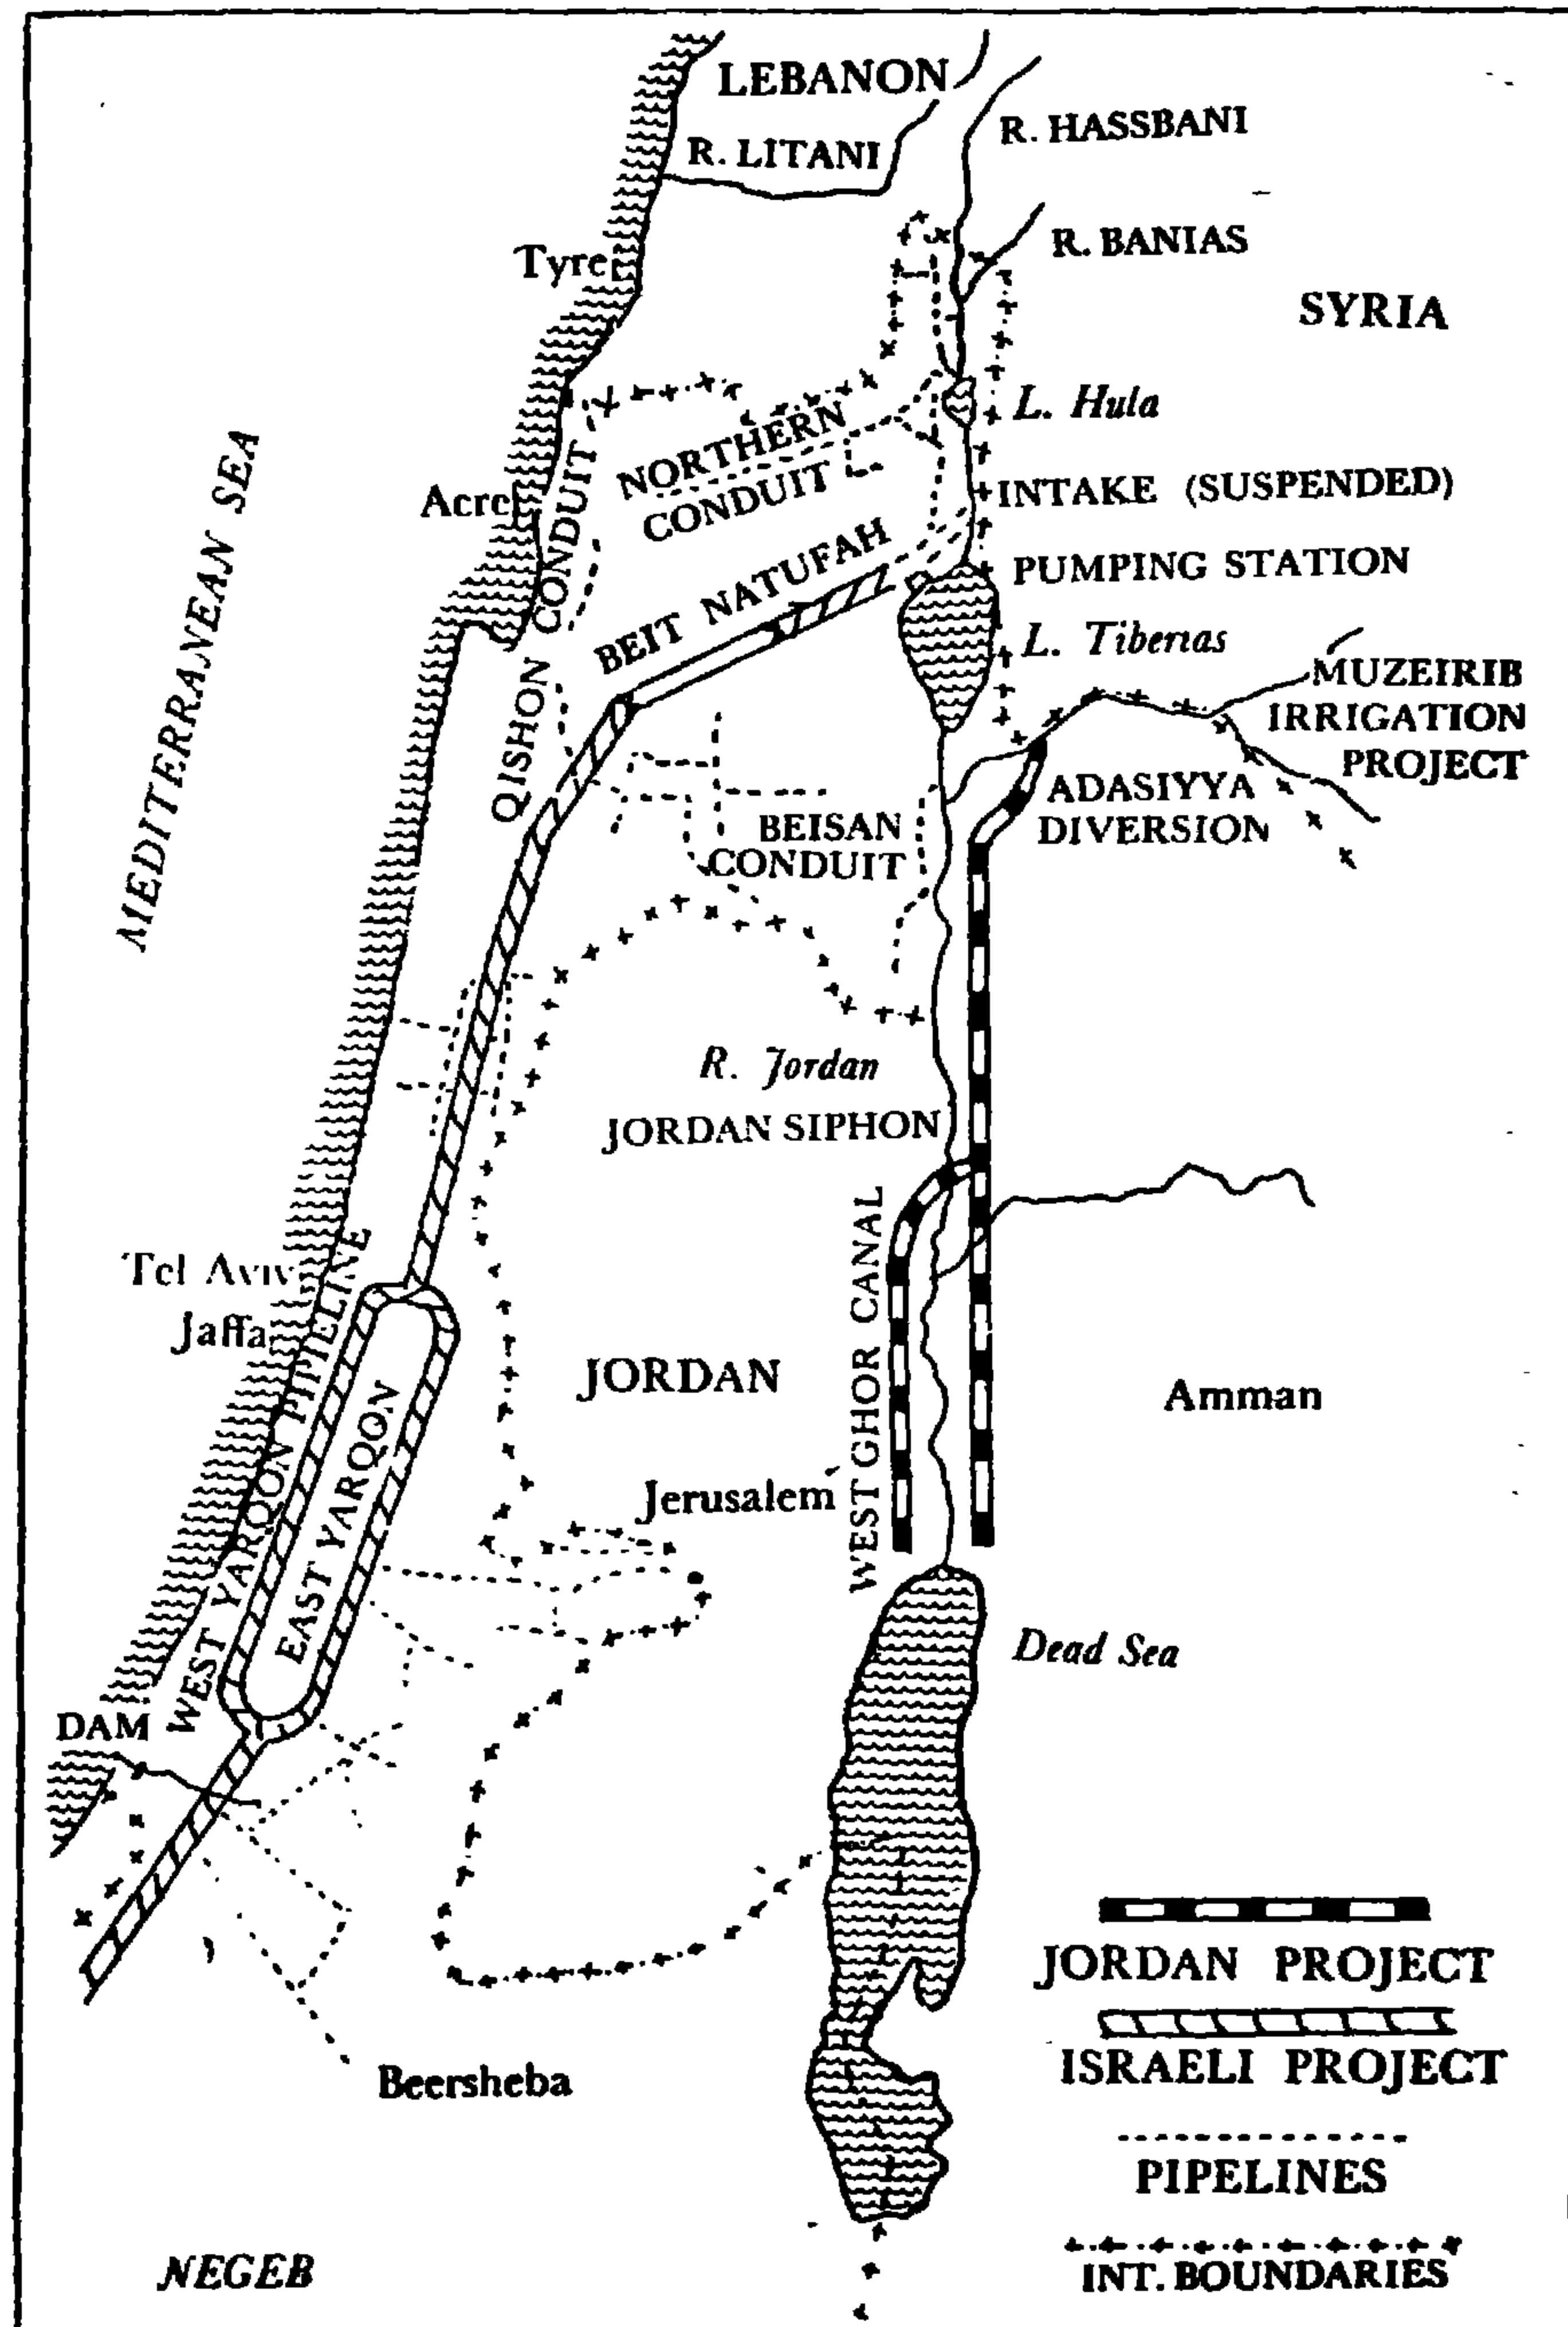 LEBANON
R. LITANI
R. HASSBANI
R. BANIAS
Tyre
SYRIA
L. Hula
NORTHERN
CONDUIT
Acre
INTAKE (SUSPENDED)
PUMPING STATION
QISHON CONDUIT
BEIT NATUFAH
L. Tiberias
MEDITERRANEAN SEA
MUZEIRIB
IRRIGATION
PROJECT
ADASIYYA
DIVERSION
BEISAN
CONDUIT
R. Jordan
JORDAN SIPHON
Tel Aviv
Jaffa
WEST YARQON PIPELINE
EAST YARQON
JORDAN
WEST GHOR CANAL
Amman
Jerusalem
Dead Sea
DAM
Beersheba
NEGEB
JORDAN PROJECT
ISRAELI PROJECT
PIPELINES
INT. BOUNDARIES